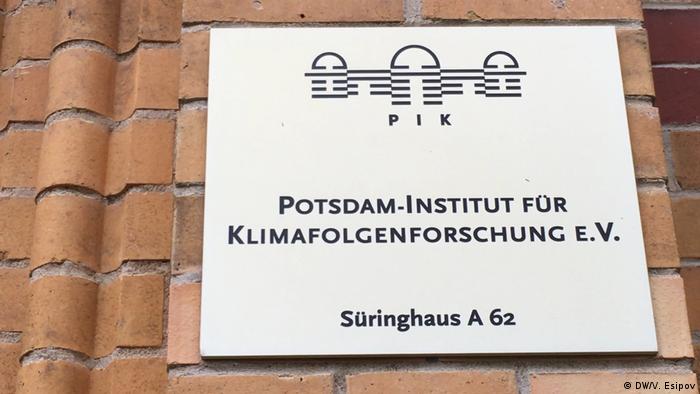 PIK
POTSDAM-INSTITUT FÜR
KLIMAFOLGENFORSCHUNG E.V.
Süringhaus A 62
© DW/V. Esipov